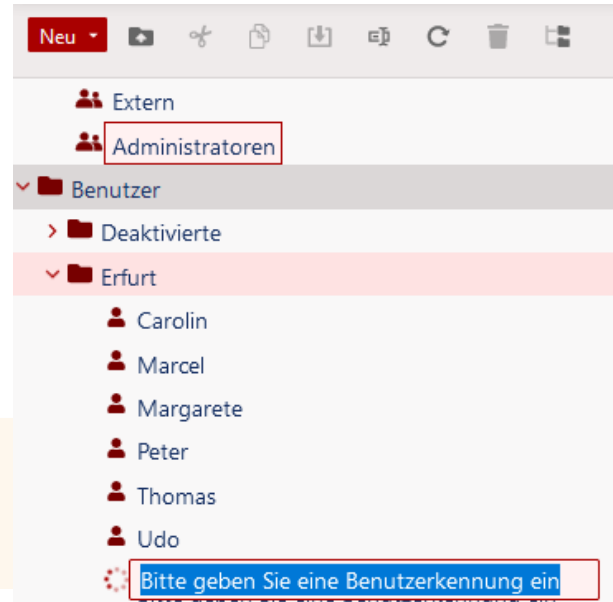 Neu
Extern
Administratoren
Benutzer
Deaktivierte
Erfurt
Carolin
Marcel
Margarete
Peter
Thomas
Udo
Bitte geben Sie eine Benutzerkennung ein